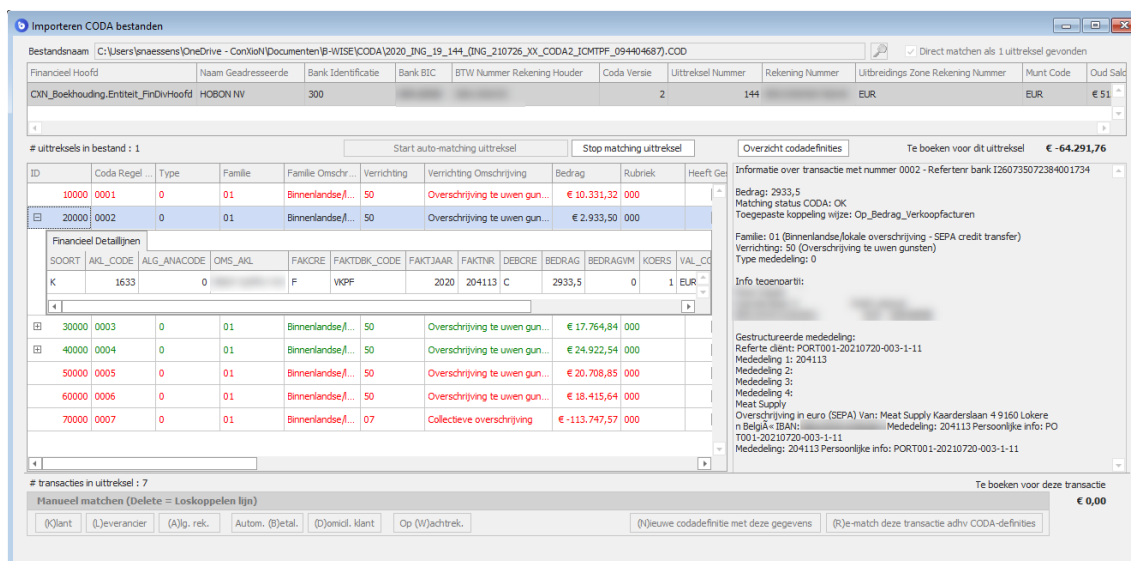 Importeren CODA bestanden
Bestandsnaam C:\Users\snaessens\OneDrive - ConXioN\Documenten\B-WISE\CODA\2020_ING_19_144_(ING_210726_XX_CODA2_ICMTPF_094404687).COD Direct matchen als 1 uittreksel gevonden
Financieel Hoofd Naam Geadresseerde Bank Identificatie Bank BIC BTW Nummer Rekening Houder Coda Versie Uittreksel Nummer Rekening Nummer Uitbreidings Zone Rekening Nummer Munt Code Oud Sald
CXN_Boekhouding.Entiteit_FinDivHoofd HOBON NV 300 2 144 EUR EUR € 51
# uittreksels in bestand : 1 Start auto-matching uittreksel Stop matching uittreksel Overzicht codadefinities Te boeken voor dit uittreksel € -64.291,76
ID Coda Regel ... Type Familie Familie Omschr... Verrichting Verrichting Omschrijving Bedrag Rubriek Heeft Ge
10000 0001 0 01 Binnenlandse/l... 50 Overschrijving te uwen gun... € 10.331,32 000
20000 0002 0 01 Binnenlandse/l... 50 Overschrijving te uwen gun... € 2.933,50 000
Financieel Detaillijnen
SOORT AKL_CODE ALG_ANACODE OMS_AKL FAKCRE FAKTDBK_CODE FAKTJAAR FAKTNR DEBCRE BEDRAG BEDRAGVM KOERS VAL_CO
K 1633 0 F VKPF 2020 204113 C 2933,5 0 1 EUR
30000 0003 0 01 Binnenlandse/l... 50 Overschrijving te uwen gun... € 17.764,84 000
40000 0004 0 01 Binnenlandse/l... 50 Overschrijving te uwen gun... € 24.922,54 000
50000 0005 0 01 Binnenlandse/l... 50 Overschrijving te uwen gun... € 20.708,85 000
60000 0006 0 01 Binnenlandse/l... 50 Overschrijving te uwen gun... € 18.415,64 000
70000 0007 0 01 Binnenlandse/l... 07 Collectieve overschrijving € -113.747,57 000
Informatie over transactie met nummer 0002 - Referterr bank I260735072384001734
Bedrag: 2933,5
Matching status CODA: OK
Toegepaste koppeling wijze: Op_Bedrag_Verkoopfacturen
Familie: 01 (Binnenlandse/lokale overschrijving - SEPA credit transfer)
Verrichting: 50 (Overschrijving te uwen gunsten)
Type mededeling: 0
Info tegenpartij:
Gestructureerde mededeling:
Referte cliënt: PORT001-20210720-003-1-11
Mededeling 1: 204113
Mededeling 2:
Mededeling 3:
Mededeling 4:
Meat Supply
Overschrijving in euro (SEPA) Van: Meat Supply Kaarderslaan 4 9160 Lokere
n BelgiÃ« IBAN: Mededeling: 204113 Persoonlijke info: PO
T001-20210720-003-1-11
Mededeling: 204113 Persoonlijke info: PORT001-20210720-003-1-11
# transacties in uittreksel : 7 Te boeken voor deze transactie
Manueel matchen (Delete = Loskoppelen lijn) € 0,00
(K)lant (L)everancier (A)lg. rek. Autom. (B)etal. (D)omicil. klant Op (W)achtrek. (N)ieuwe codadefinitie met deze gegevens (R)e-match deze transactie adhv CODA-definities